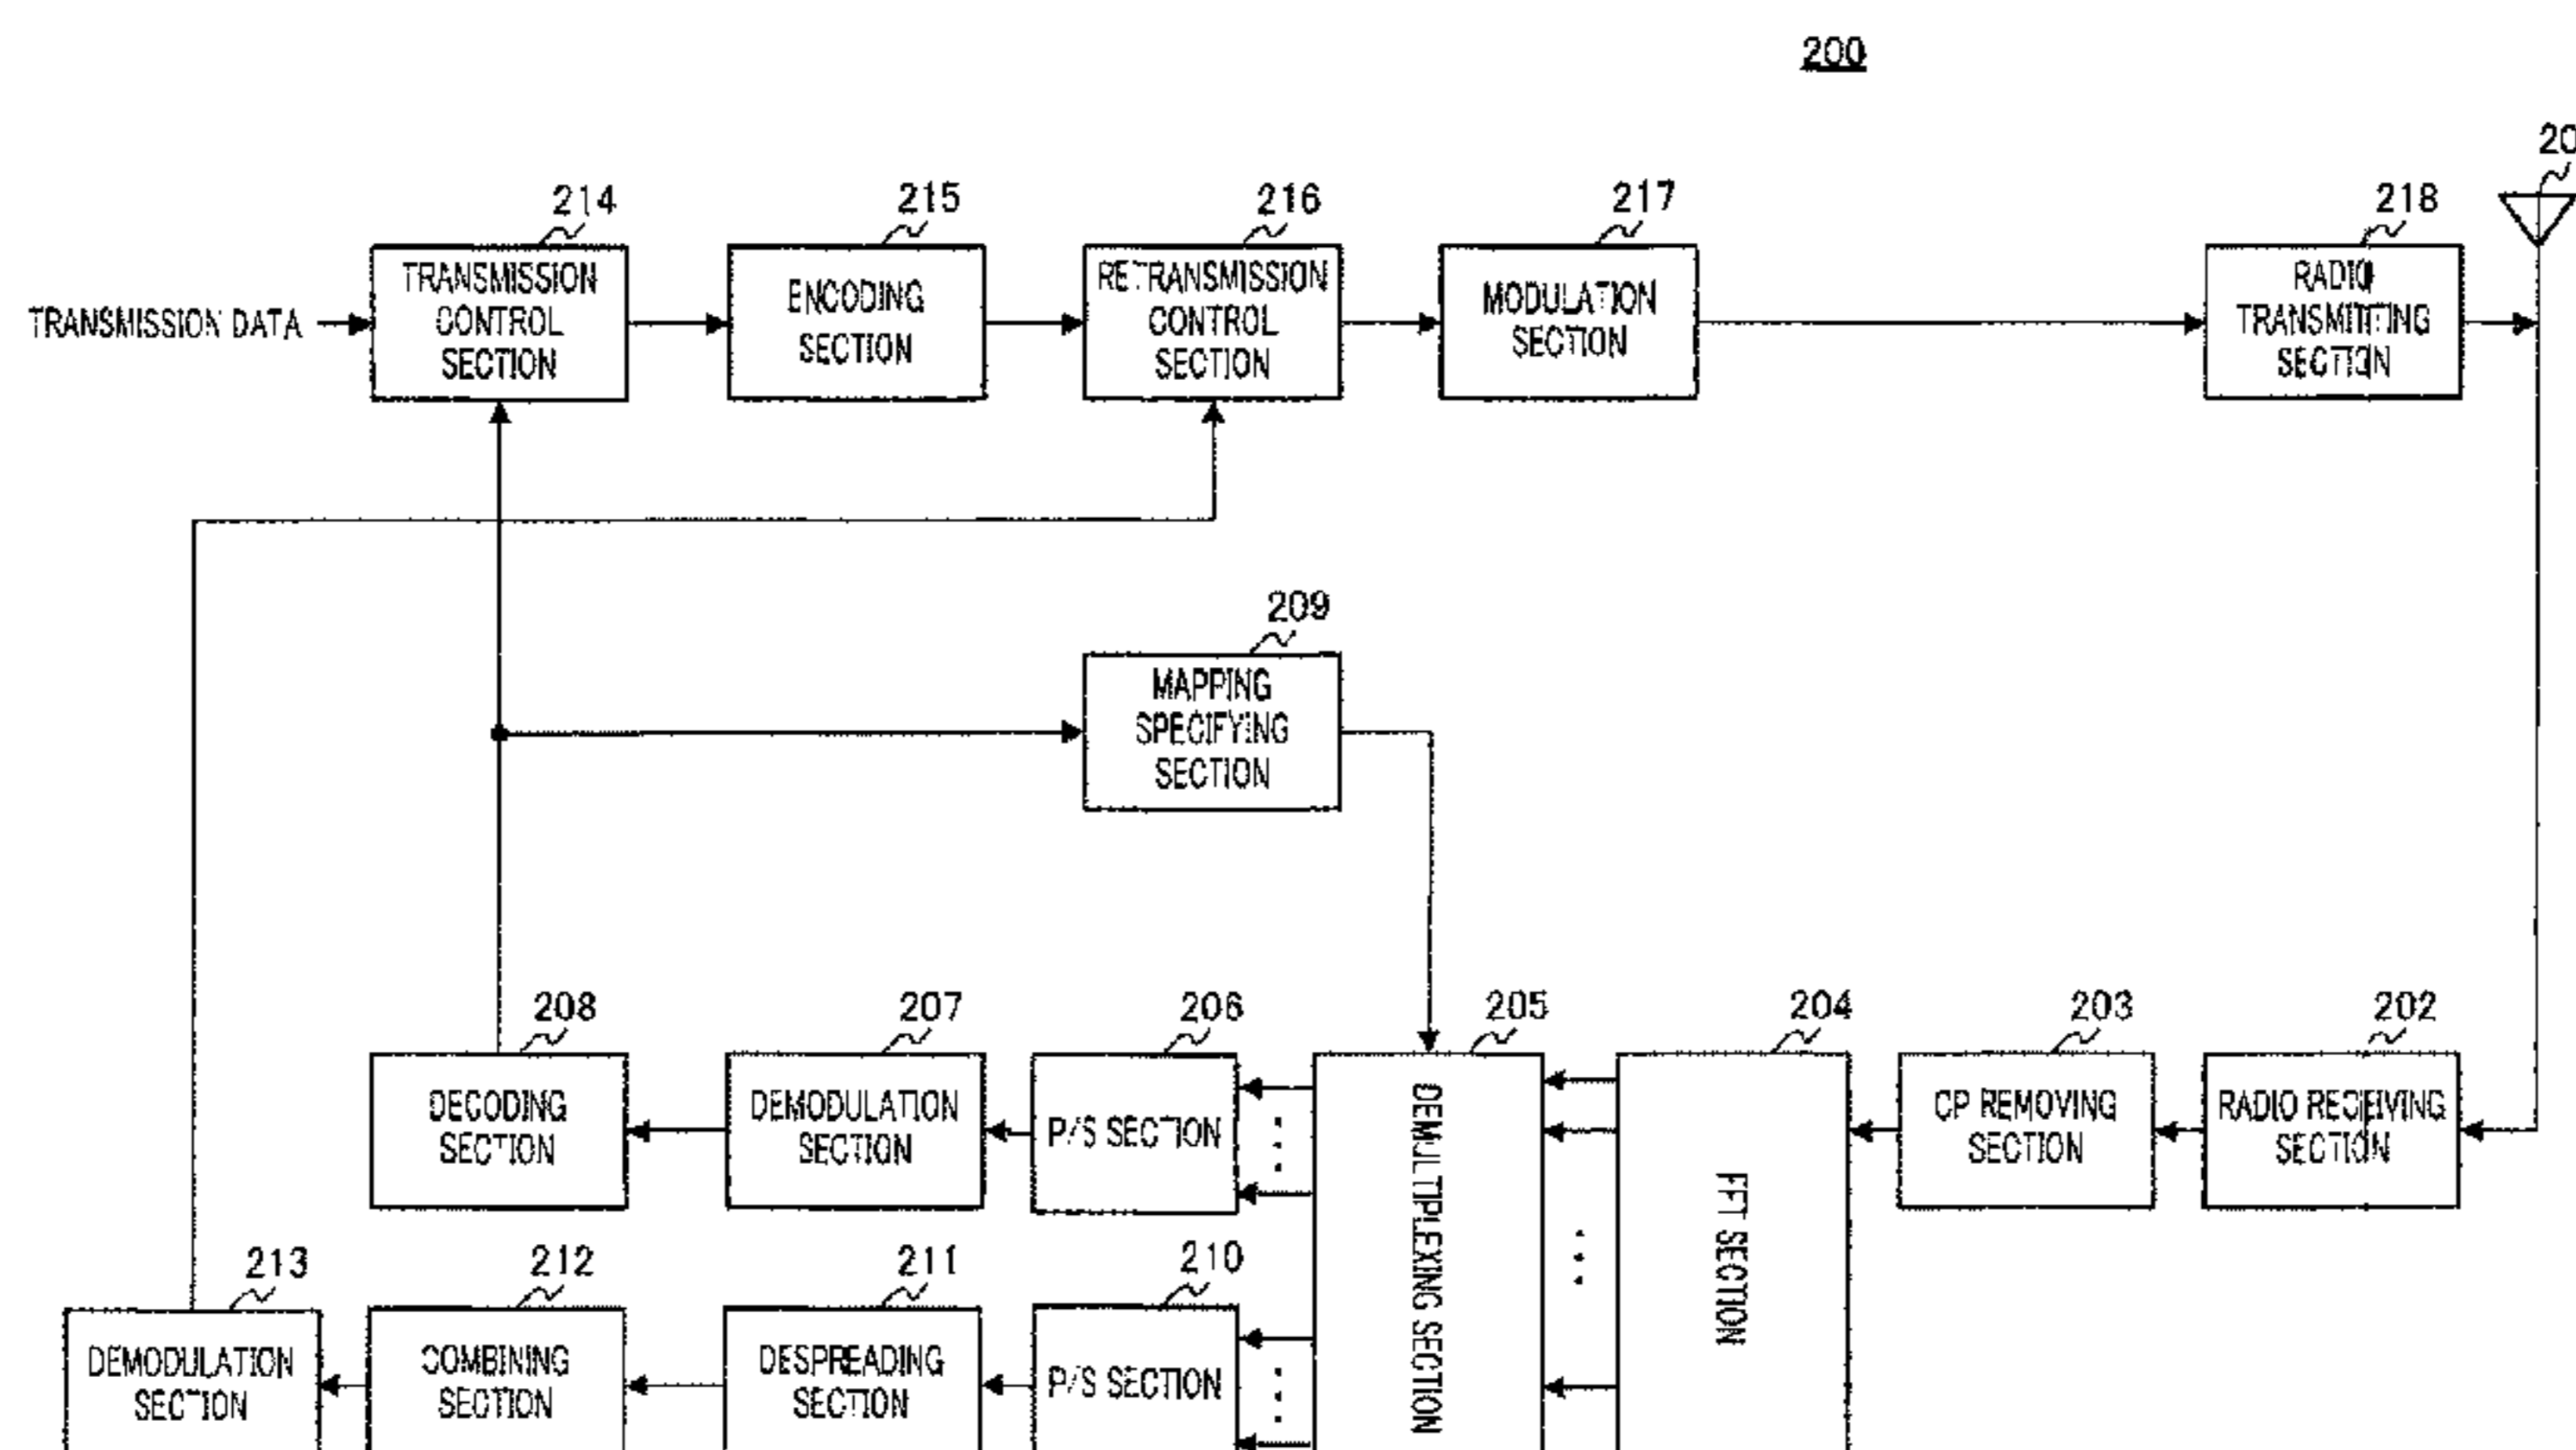 200
20
214
215
216
217
218
TRANSMISSION DATA
TRANSMISSION
CONTROL
SECTION
ENCODING
SECTION
RETRANSMISSION
CONTROL
SECTION
MODULATION
SECTION
RADIO
TRANSMITTING
SECTION
209
MAPPING
SPECIFYING
SECTION
208
207
206
205
204
203
202
DECODING
SECTION
DEMODULATION
SECTION
P/S SECTION
DEMULTIPLEXING SECTION
FFT SECTION
CP REMOVING
SECTION
RADIO RECEIVING
SECTION
213
212
211
210
DEMODULATION
SECTION
COMBINING
SECTION
DESPREADING
SECTION
P/S SECTION